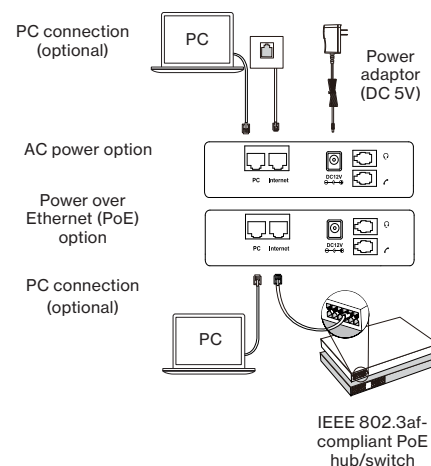 PC connection
(optional)
PC
Power
adaptor
(DC 5V)
AC power option
PC Internet
DC12V
Power over
Ethernet (PoE)
option
PC Internet
DC12V
PC connection
(optional)
PC
IEEE 802.3af-
compliant PoE
hub/switch